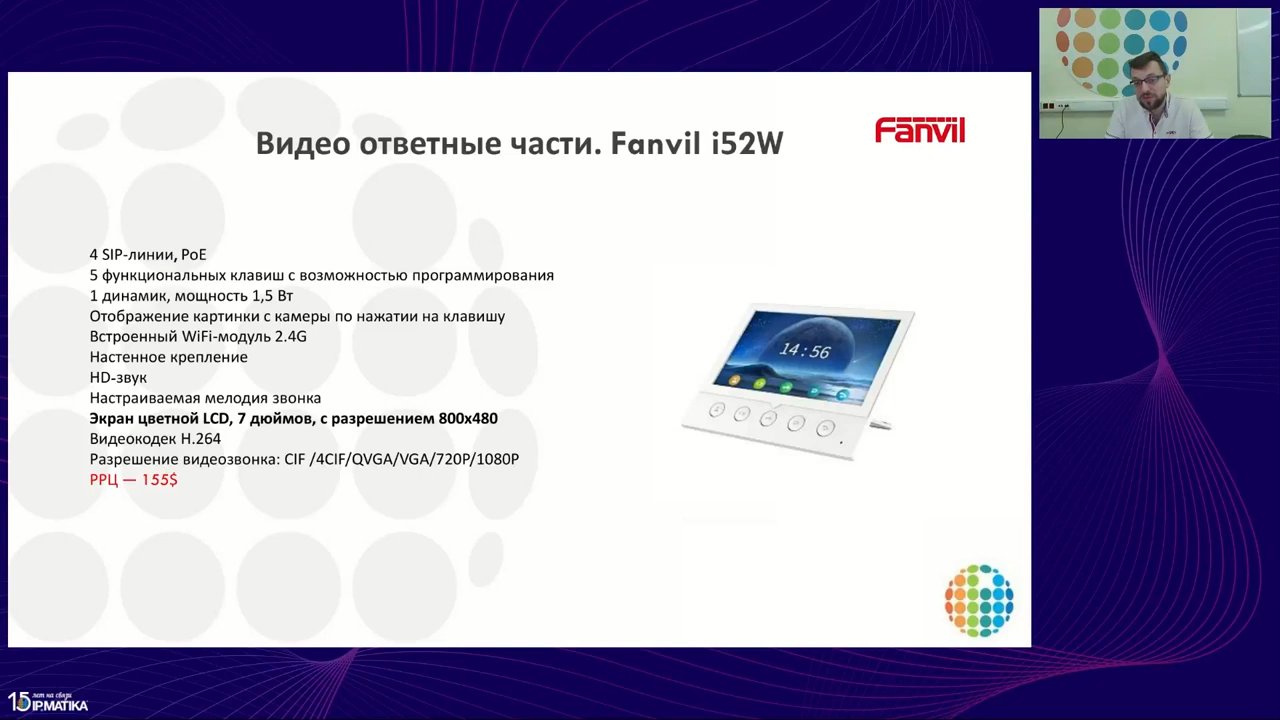 Видео ответные части. Fanvil i52W
Fanvil
4 SIP-линии, PoE
5 функциональных клавиш с возможностью программирования
1 динамик, мощность 1,5 Вт
Отображение картинки с камеры по нажатии на клавишу
Встроенный WiFi-модуль 2.4G
Настенное крепление
HD-звук
Настраиваемая мелодия звонка
Экран цветной LCD, 7 дюймов, с разрешением 800x480
Видеокодек H.264
Разрешение видеозвонка: CIF /4CIF/QVGA/VGA/720P/1080P
РРЦ — 155$
14:56
15 лет на связи
IPMATIKA